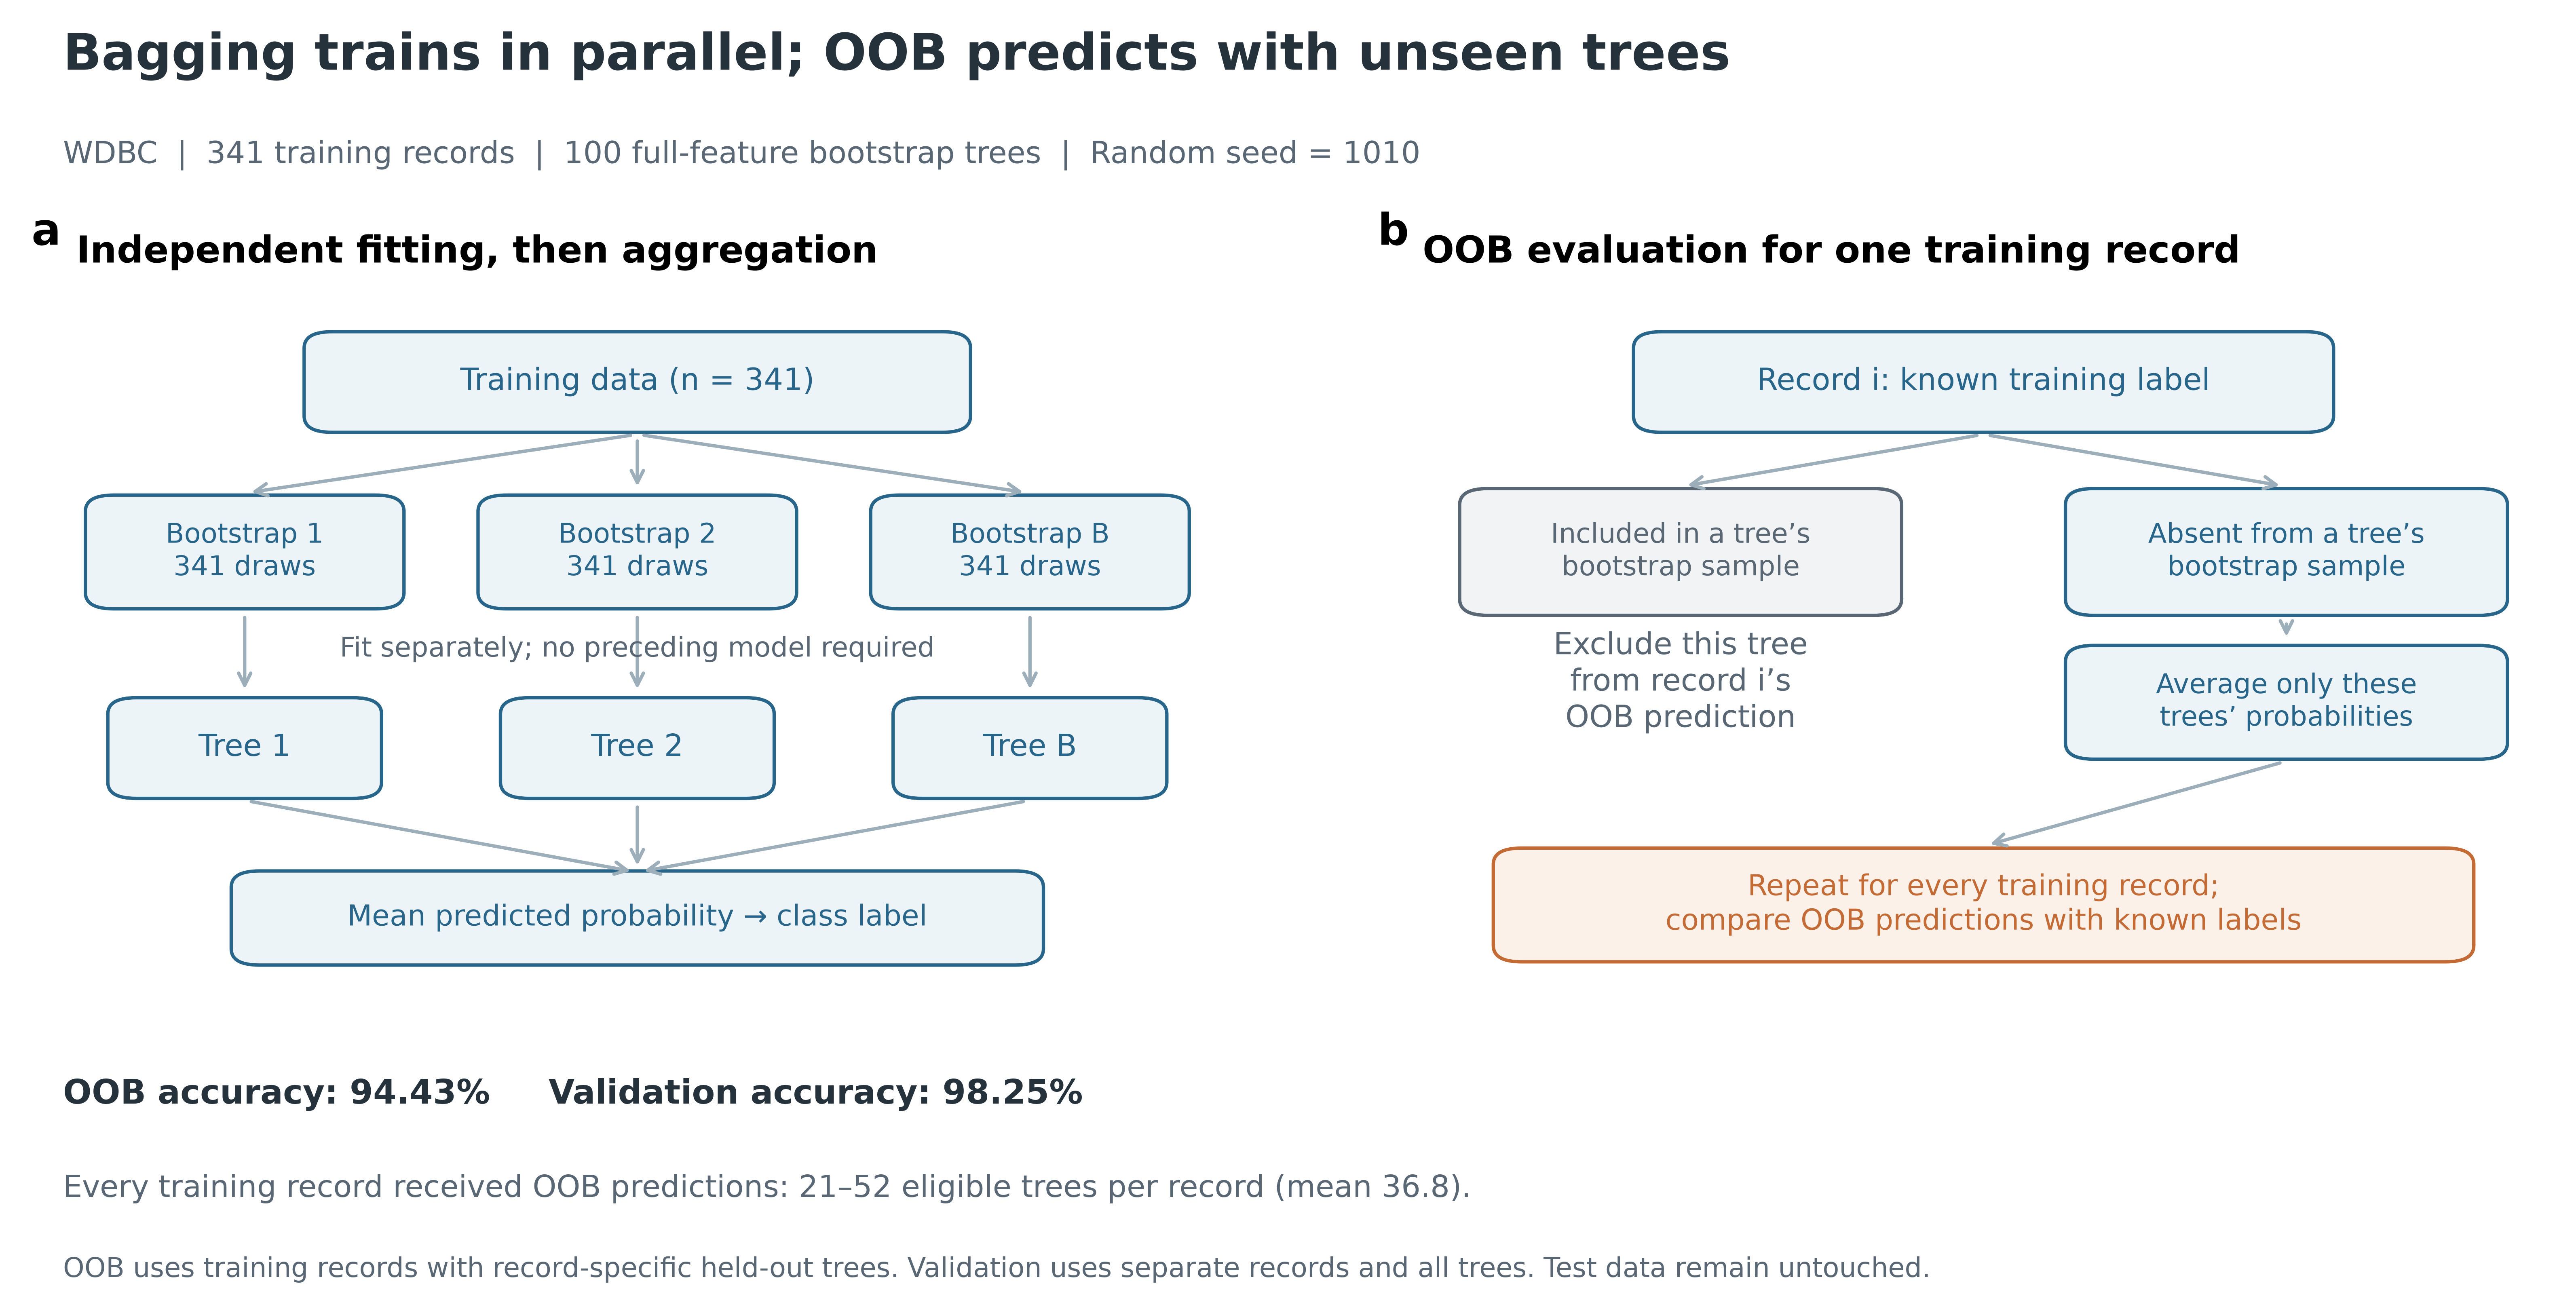 Bagging trains in parallel; OOB predicts with unseen trees
WDBC | 341 training records | 100 full-feature bootstrap trees | Random seed = 1010
a
Independent fitting, then aggregation
Training data (n = 341)
Bootstrap 1
341 draws
Bootstrap 2
341 draws
Bootstrap B
341 draws
Fit separately; no preceding model required
Tree 1
Tree 2
Tree B
Mean predicted probability → class label
b
OOB evaluation for one training record
Record i: known training label
Included in a tree’s
bootstrap sample
Absent from a tree’s
bootstrap sample
Exclude this tree
from record i’s
OOB prediction
Average only these
trees’ probabilities
Repeat for every training record;
compare OOB predictions with known labels
OOB accuracy: 94.43% Validation accuracy: 98.25%
Every training record received OOB predictions: 21–52 eligible trees per record (mean 36.8).
OOB uses training records with record-specific held-out trees. Validation uses separate records and all trees. Test data remain untouched.